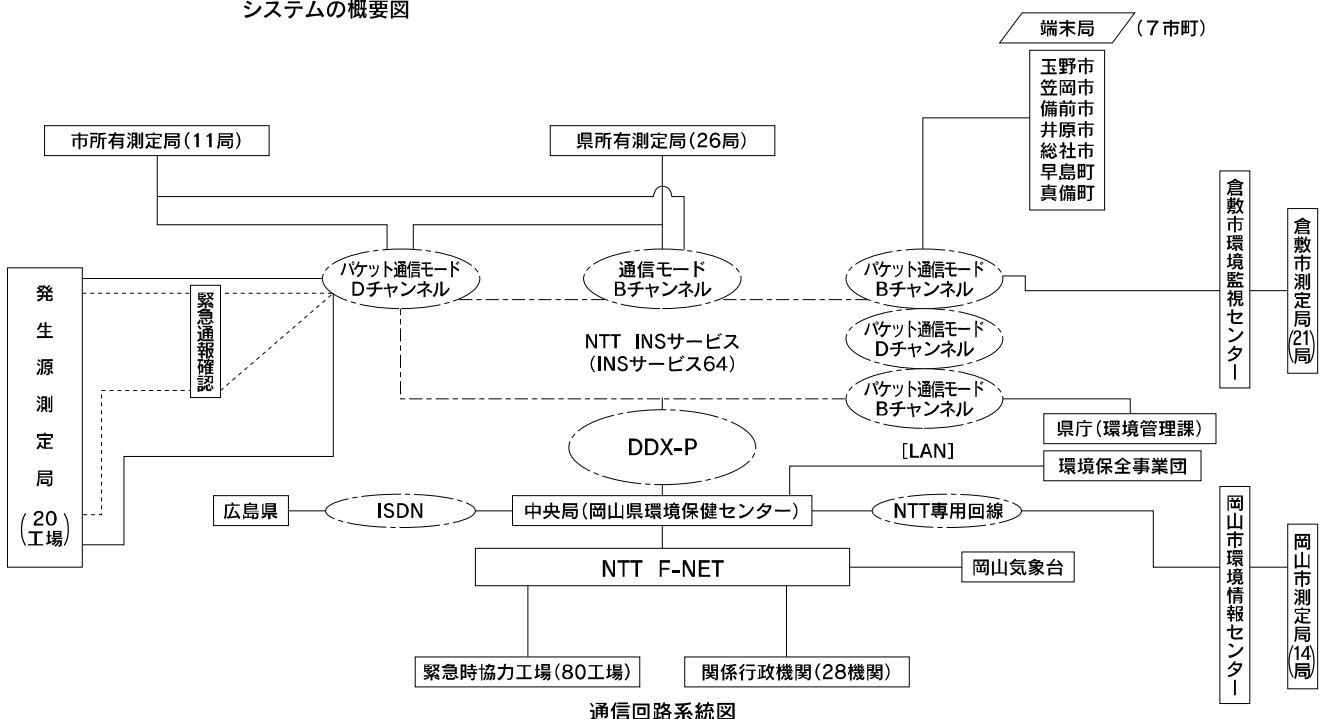 システムの概要図
端末局 (7市町)
玉野市
笠岡市
備前市
井原市
総社市
早島町
真備町
市所有測定局(11局)
県所有測定局(26局)
倉敷市環境監視センター
倉敷市測定局(21局)
発生源測定局(20工場)
緊急通報確認
パケット通信モード
Dチャンネル
通信モード
Bチャンネル
パケット通信モード
Bチャンネル
パケット通信モード
Dチャンネル
パケット通信モード
Bチャンネル
NTT INSサービス
(INSサービス64)
県庁(環境管理課)
DDX-P
[LAN]
環境保全事業団
広島県
ISDN
中央局(岡山県環境保健センター)
NTT専用回線
岡山市環境情報センター
岡山市測定局(14局)
NTT F-NET
岡山気象台
緊急時協力工場(80工場)
関係行政機関(28機関)
通信回路系統図